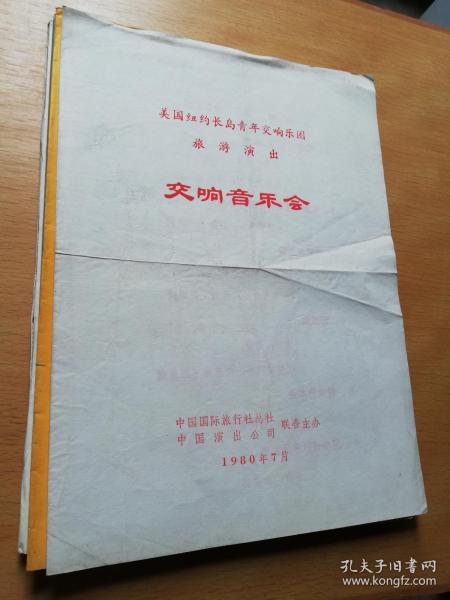 美国纽约长岛青年交响乐团
旅游演出
交响音乐会
中国国际旅行社总社
中国演出公司
联合主办
1980年7月
孔夫子旧书网
www.kongfz.com